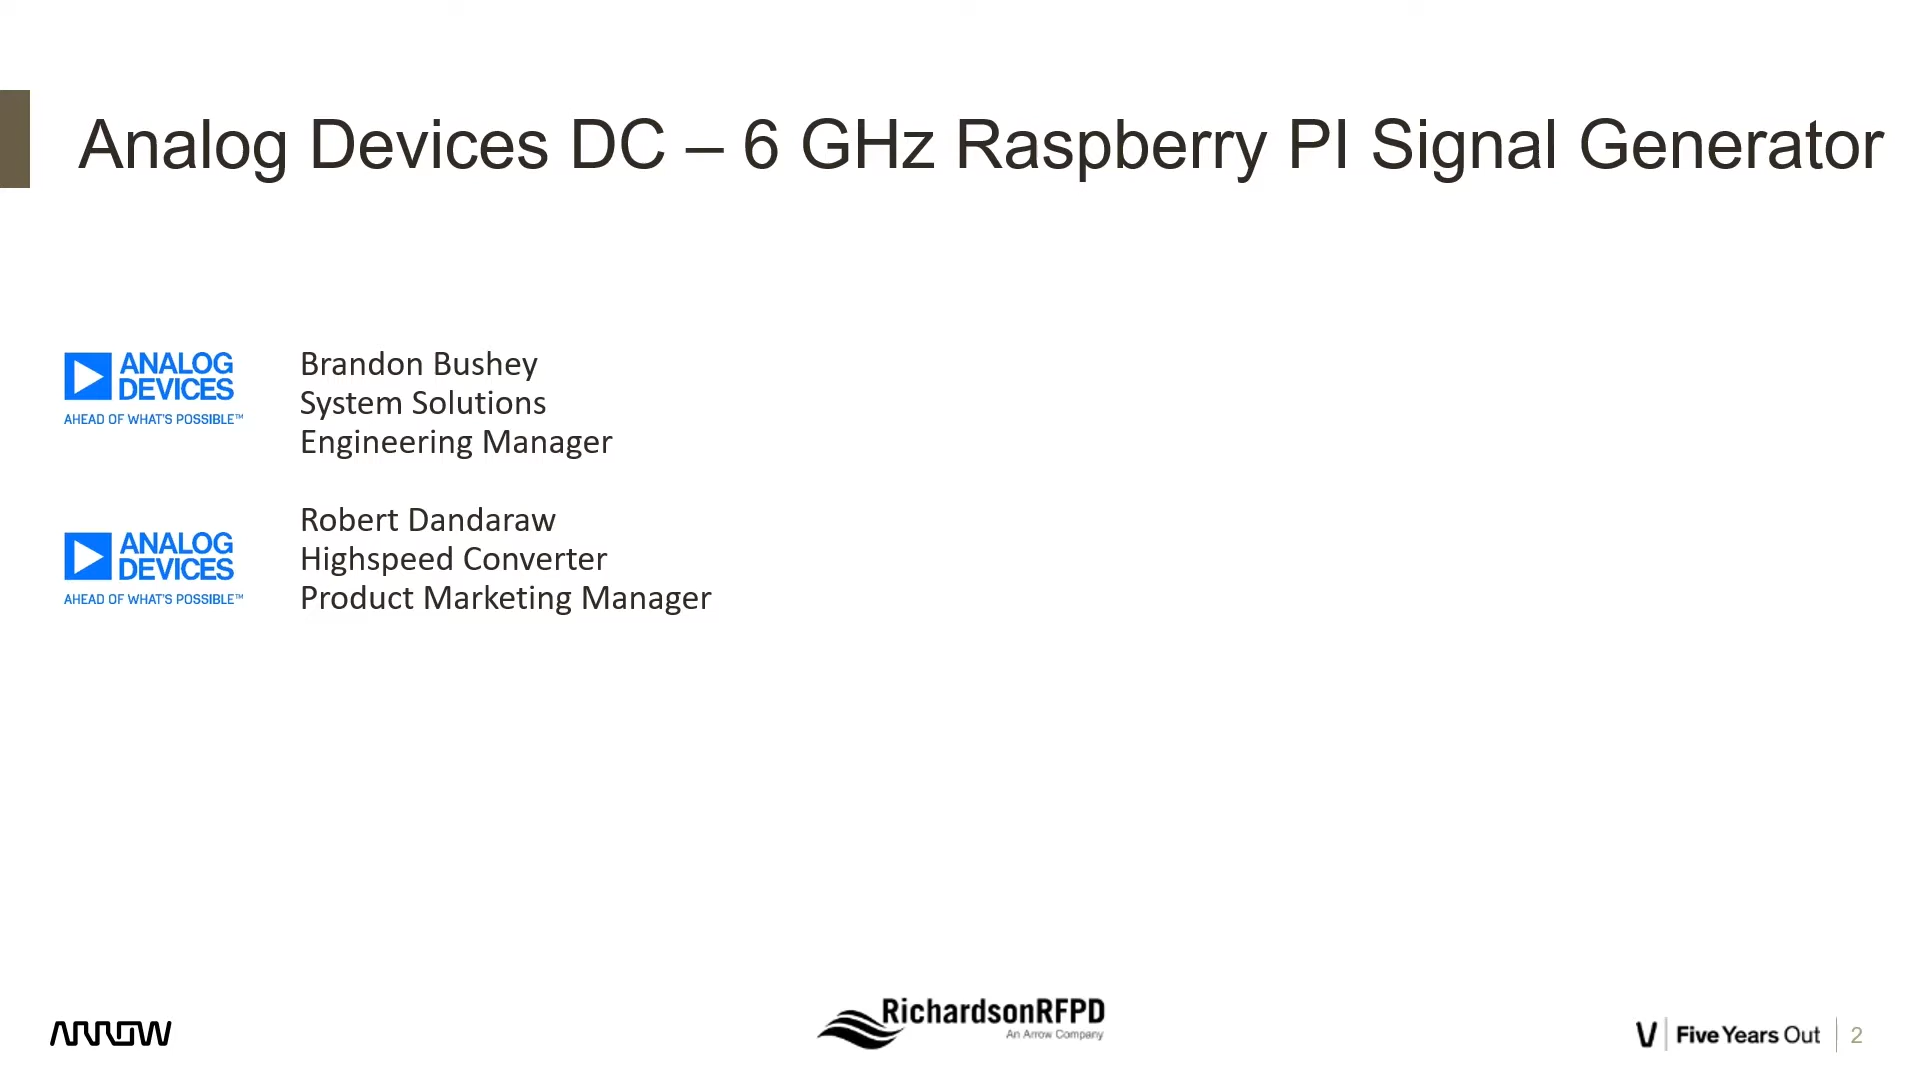 Analog Devices DC – 6 GHz Raspberry PI Signal Generator
ANALOG
DEVICES
AHEAD OF WHAT'S POSSIBLE™
Brandon Bushey
System Solutions
Engineering Manager
ANALOG
DEVICES
AHEAD OF WHAT'S POSSIBLE™
Robert Dandaraw
Highspeed Converter
Product Marketing Manager
ARROW
RichardsonRFPD
An Arrow Company
Five Years Out
2